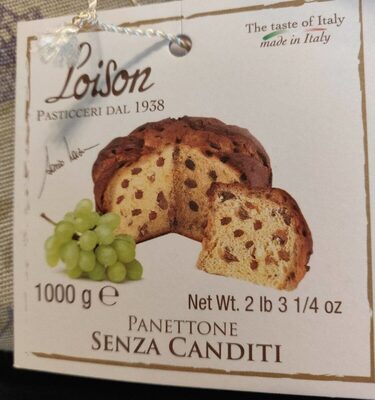 Loison
PASTICCERI DAL 1938
The taste of Italy
made in Italy
1000 g ℮
Net Wt. 2 lb 3 1/4 oz
PANETTONE
SENZA CANDITI